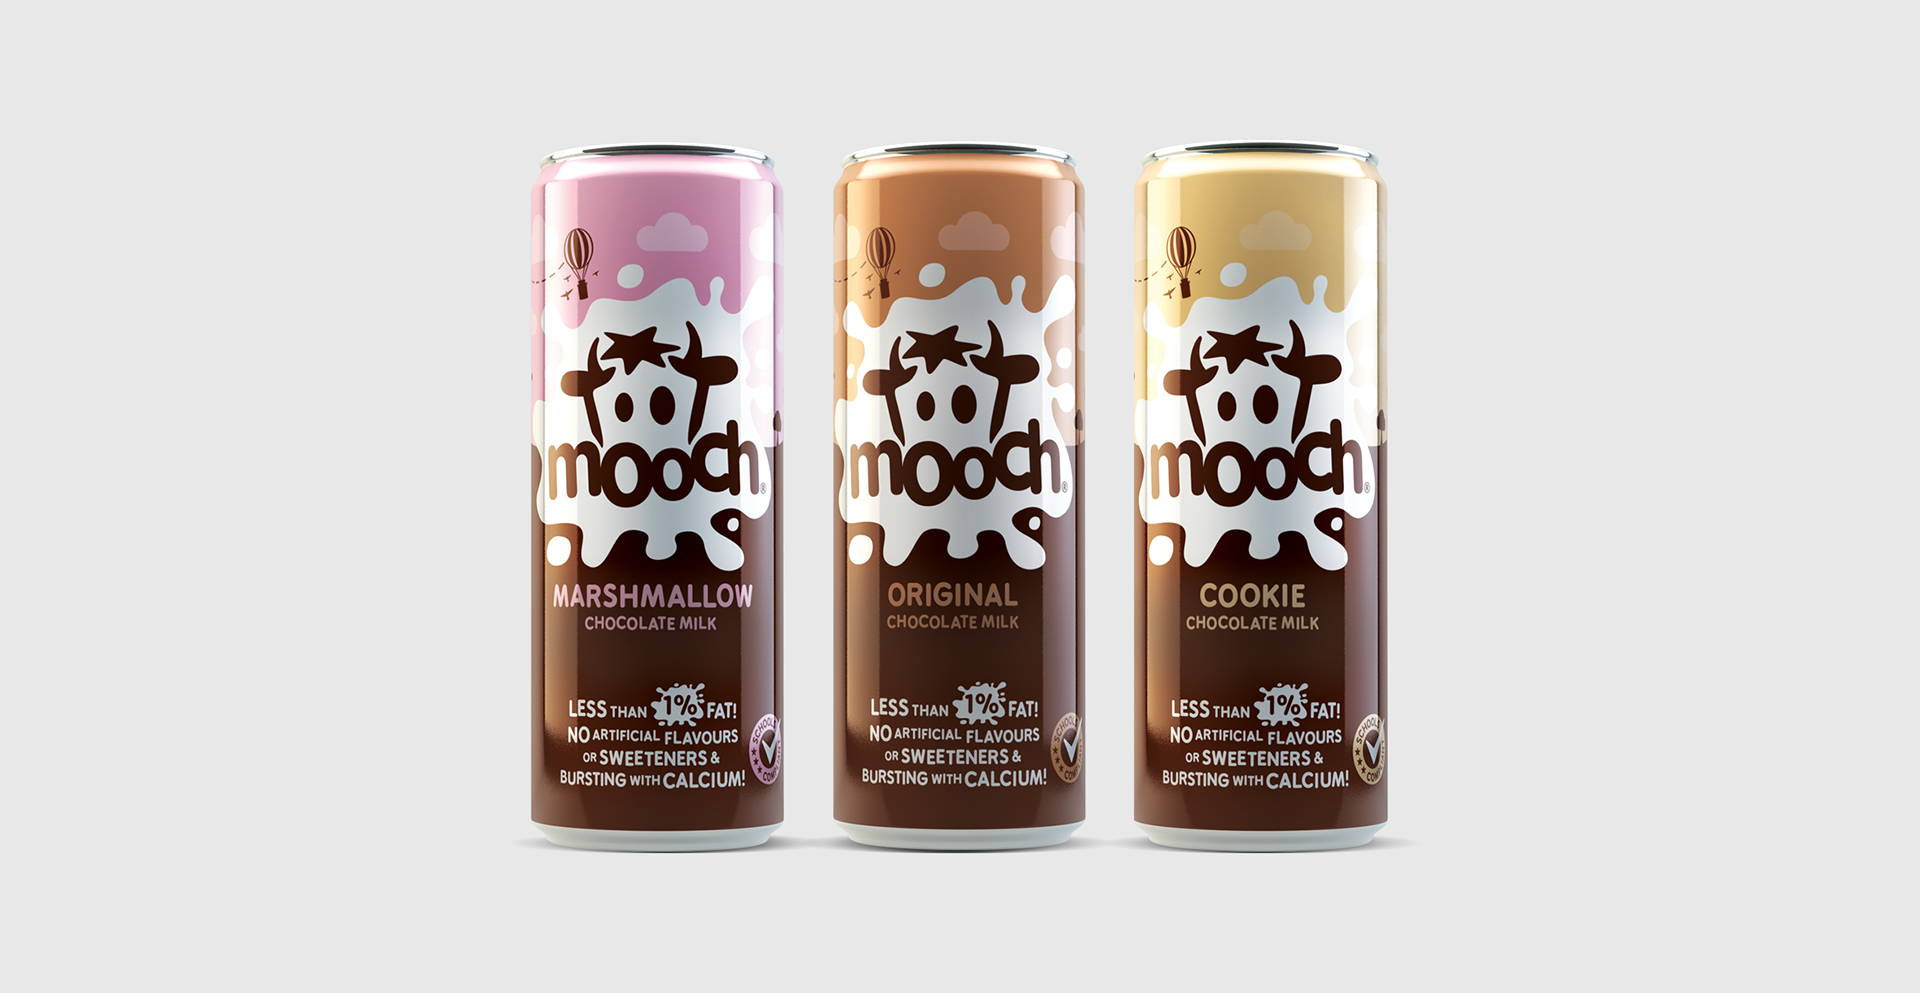 mooch®
MARSHMALLOW
CHOCOLATE MILK
LESS THAN 1% FAT!
NO ARTIFICIAL FLAVOURS
OR SWEETENERS &
BURSTING WITH CALCIUM!
mooch®
ORIGINAL
CHOCOLATE MILK
LESS THAN 1% FAT!
NO ARTIFICIAL FLAVOURS
OR SWEETENERS &
BURSTING WITH CALCIUM!
mooch®
COOKIE
CHOCOLATE MILK
LESS THAN 1% FAT!
NO ARTIFICIAL FLAVOURS
OR SWEETENERS &
BURSTING WITH CALCIUM!